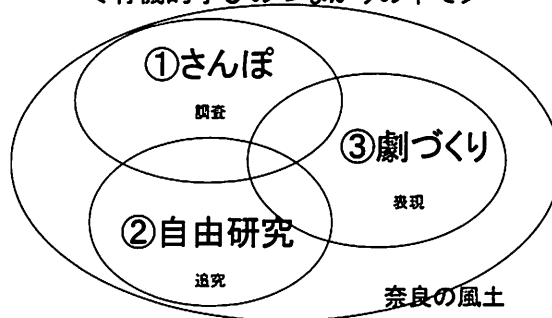 ①さんぽ
調査
③劇づくり
表現
②自由研究
追究
奈良の風土